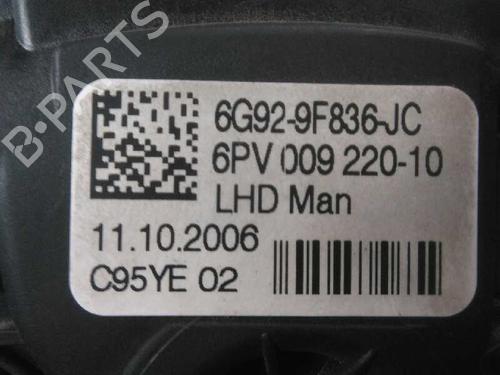 6G92-9F836-JC
6PV 009 220-10
LHD Man
11.10.2006
C95YE 02
B-PARTS